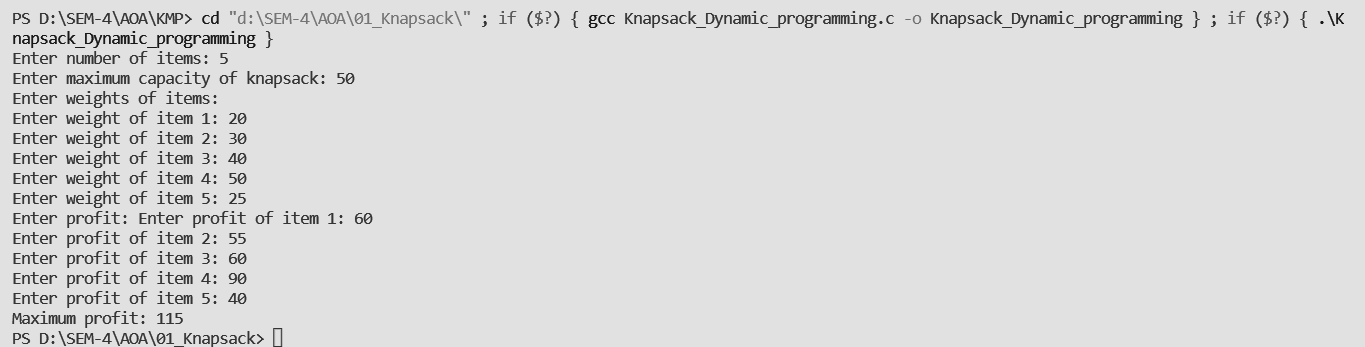 PS D:\SEM-4\AOA\KMP> cd "d:\SEM-4\AOA\01_Knapsack\" ; if ($?) { gcc Knapsack_Dynamic_programming.c -o Knapsack_Dynamic_programming } ; if ($?) { .\K
napsack_Dynamic_programming }
Enter number of items: 5
Enter maximum capacity of knapsack: 50
Enter weights of items:
Enter weight of item 1: 20
Enter weight of item 2: 30
Enter weight of item 3: 40
Enter weight of item 4: 50
Enter weight of item 5: 25
Enter profit: Enter profit of item 1: 60
Enter profit of item 2: 55
Enter profit of item 3: 60
Enter profit of item 4: 90
Enter profit of item 5: 40
Maximum profit: 115
PS D:\SEM-4\AOA\01_Knapsack>